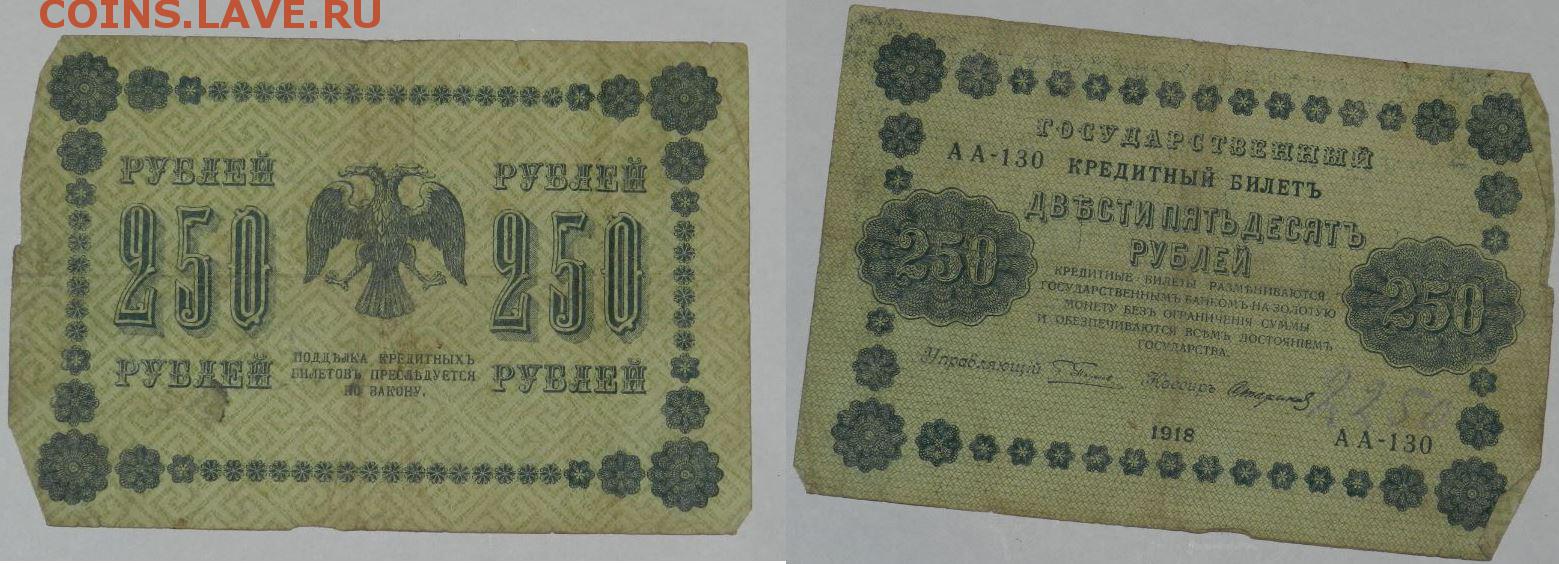 COINS.LAVE.RU
РУБЛЕЙ РУБЛЕЙ
250 250
РУБЛЕЙ РУБЛЕЙ
ПОДДѢЛКА КРЕДИТНЫХЪ
БИЛЕТОВЪ ПРЕСЛѢДУЕТСЯ
ПО ЗАКОНУ.
ГОСУДАРСТВЕННЫЙ
АА-130 КРЕДИТНЫЙ БИЛЕТЪ
ДВѢСТИ ПЯТЬДЕСЯТЪ
РУБЛЕЙ
250 250
КРЕДИТНЫЕ БИЛЕТЫ РАЗМѢНИВАЮТСЯ
ГОСУДАРСТВЕННЫМЪ БАНКОМЪ НА ЗОЛОТУЮ
МОНЕТУ БЕЗЪ ОГРАНИЧЕНІЯ СУММЫ
И ОБЕЗПЕЧИВАЮТСЯ ВСѢМЪ ДОСТОЯНІЕМЪ
ГОСУДАРСТВА.
Управляющій Кассиръ
250
1918 АА-130